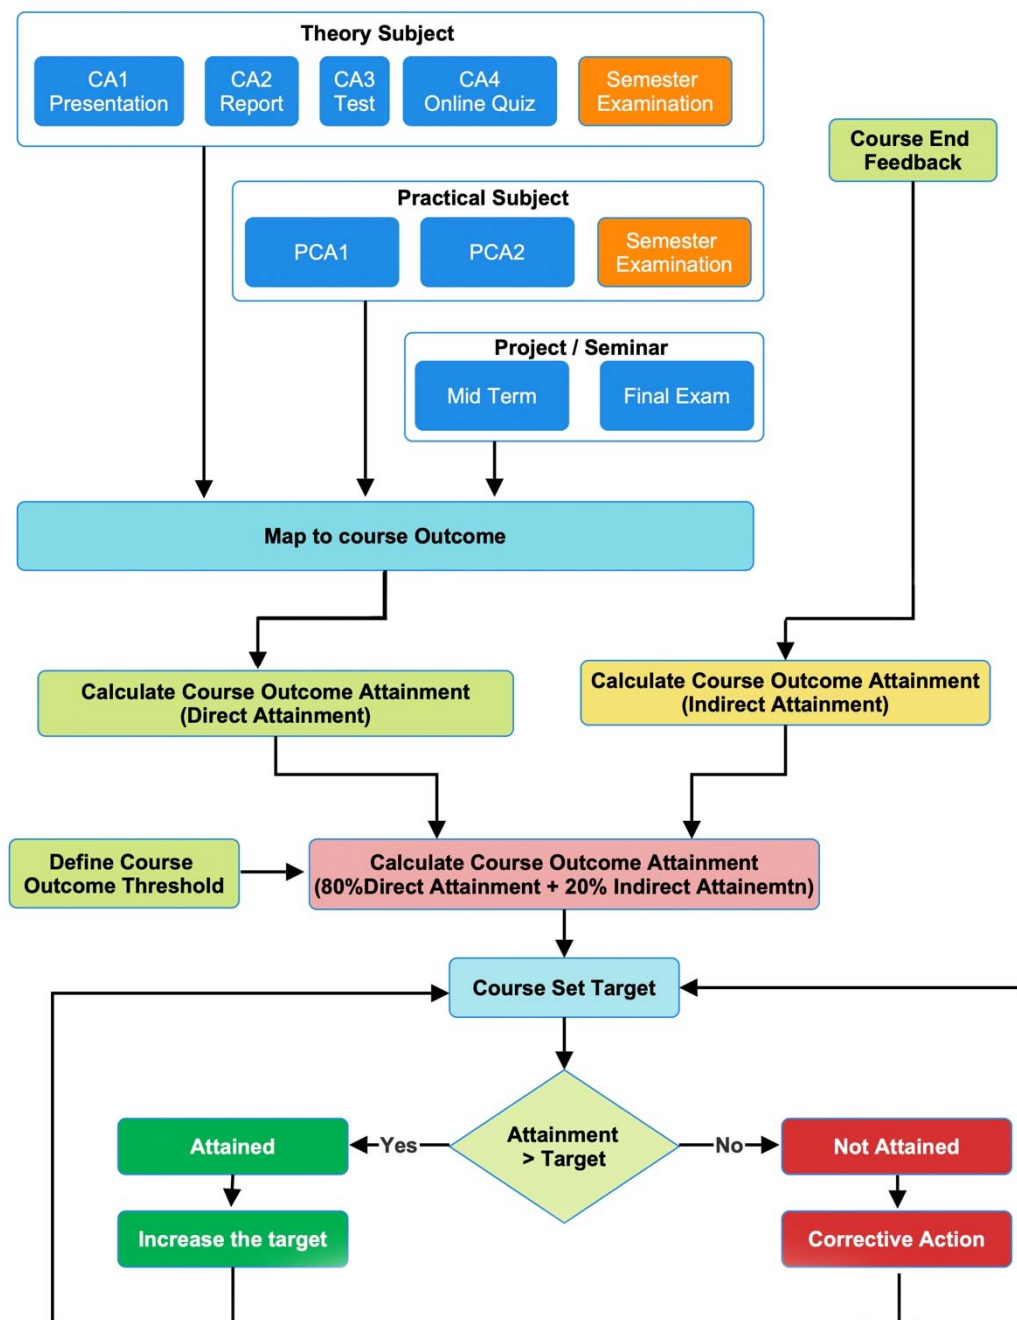 Theory Subject
CA1
Presentation
CA2
Report
CA3
Test
CA4
Online Quiz
Semester
Examination
Course End
Feedback
Practical Subject
PCA1
PCA2
Semester
Examination
Project / Seminar
Mid Term
Final Exam
Map to course Outcome
Calculate Course Outcome Attainment
(Direct Attainment)
Calculate Course Outcome Attainment
(Indirect Attainment)
Define Course
Outcome Threshold
Calculate Course Outcome Attainment
(80%Direct Attainment + 20% Indirect Attainemtn)
Course Set Target
Attainment
> Target
Yes
No
Attained
Not Attained
Increase the target
Corrective Action